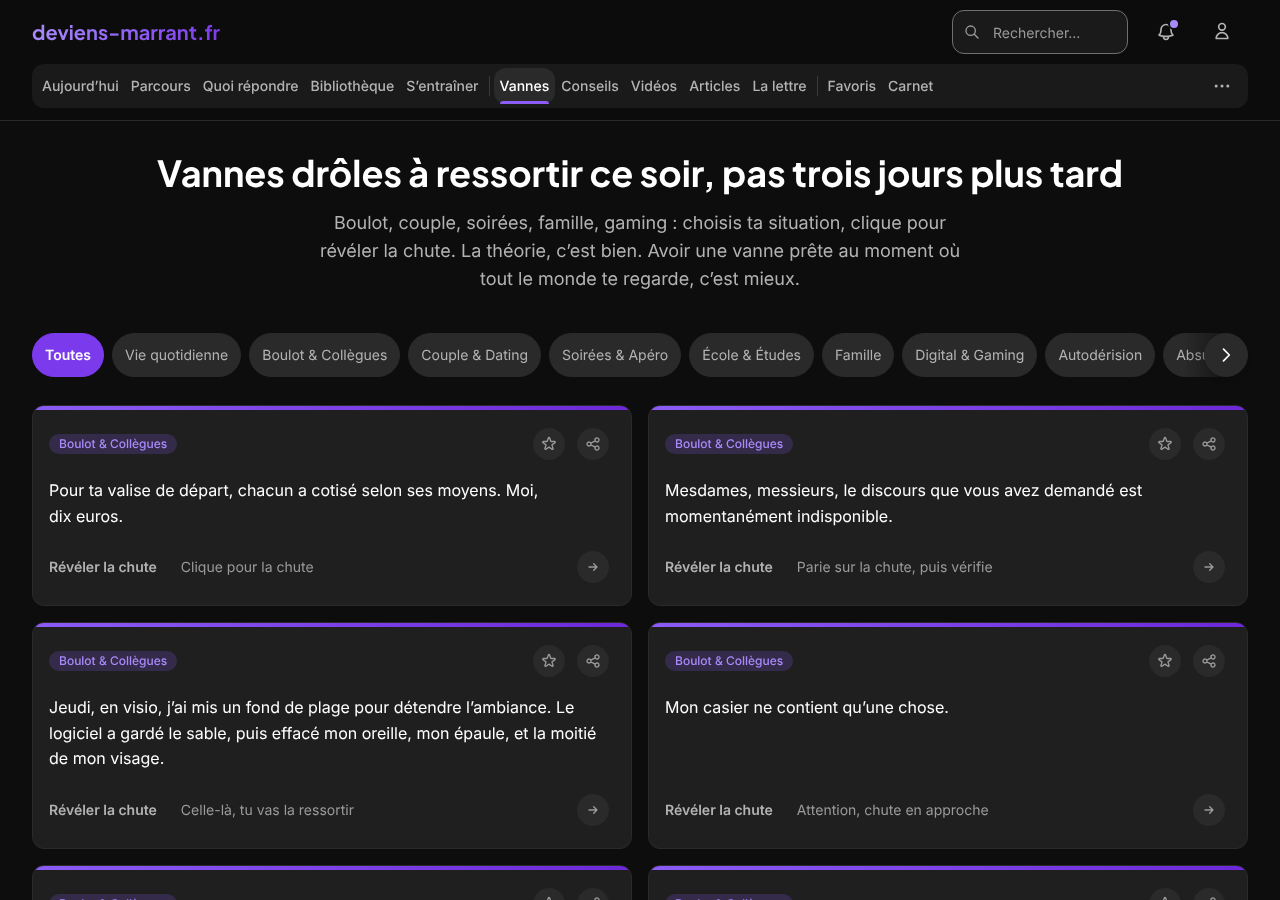 deviens-marrant.fr
Rechercher...
Aujourd’hui Parcours Quoi répondre Bibliothèque S’entraîner Vannes Conseils Vidéos Articles La lettre Favoris Carnet
Vannes drôles à ressortir ce soir, pas trois jours plus tard
Boulot, couple, soirées, famille, gaming : choisis ta situation, clique pour
révéler la chute. La théorie, c’est bien. Avoir une vanne prête au moment où
tout le monde te regarde, c’est mieux.
Toutes Vie quotidienne Boulot & Collègues Couple & Dating Soirées & Apéro École & Études Famille Digital & Gaming Autodérision
Boulot & Collègues
Pour ta valise de départ, chacun a cotisé selon ses moyens. Moi,
dix euros.
Révéler la chute Clique pour la chute
Boulot & Collègues
Mesdames, messieurs, le discours que vous avez demandé est
momentanément indisponible.
Révéler la chute Parie sur la chute, puis vérifie
Boulot & Collègues
Jeudi, en visio, j’ai mis un fond de plage pour détendre l’ambiance. Le
logiciel a gardé le sable, puis effacé mon oreille, mon épaule, et la moitié
de mon visage.
Révéler la chute Celle-là, tu vas la ressortir
Boulot & Collègues
Mon casier ne contient qu’une chose.
Révéler la chute Attention, chute en approche